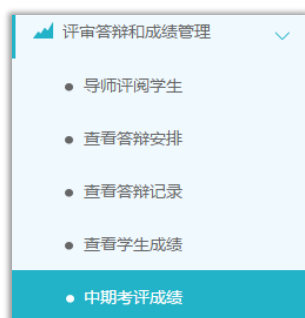 评审答辩和成绩管理
导师评阅学生
查看答辩安排
查看答辩记录
查看学生成绩
中期考评成绩